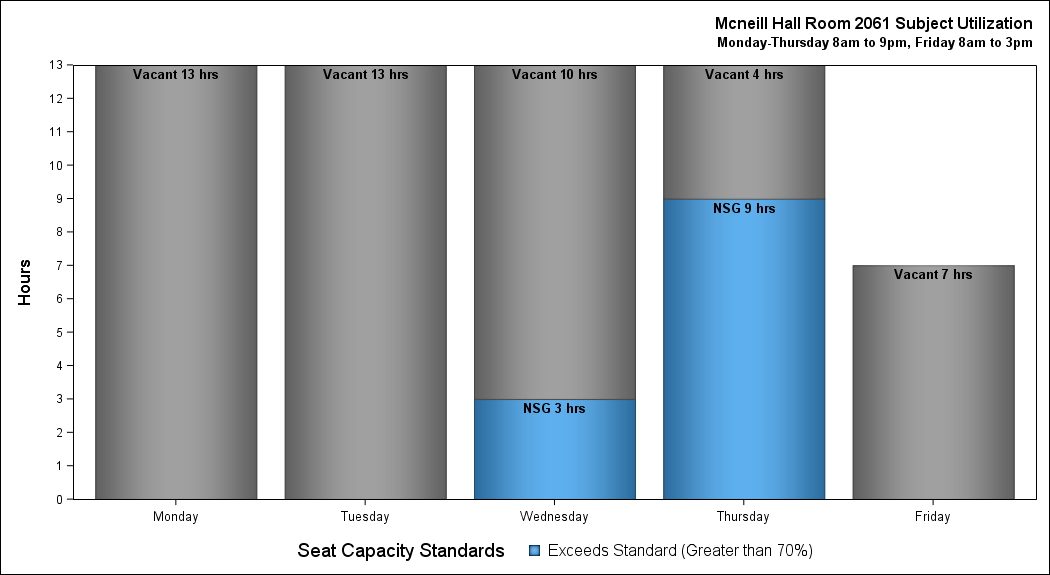 Mcneill Hall Room 2061 Subject Utilization
Monday-Thursday 8am to 9pm, Friday 8am to 3pm
Hours
13
12
11
10
9
8
7
6
5
4
3
2
1
0
Vacant 13 hrs
Vacant 13 hrs
Vacant 10 hrs
Vacant 4 hrs
NSG 9 hrs
Vacant 7 hrs
NSG 3 hrs
Monday
Tuesday
Wednesday
Thursday
Friday
Seat Capacity Standards
Exceeds Standard (Greater than 70%)